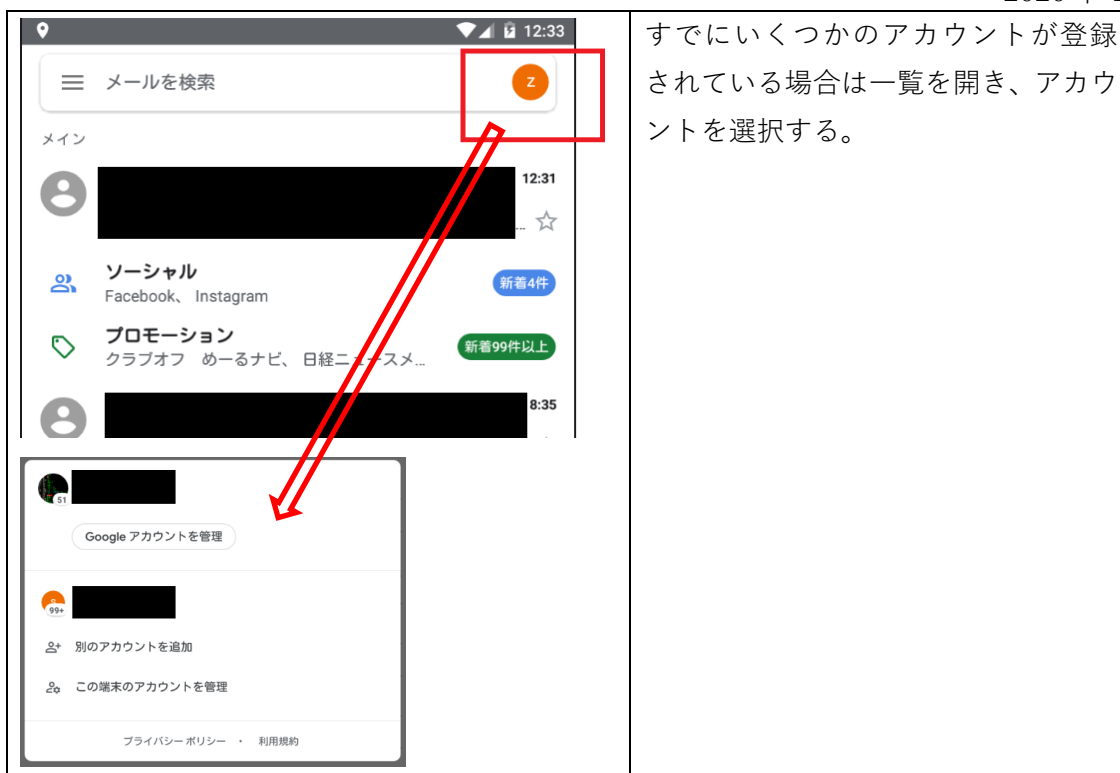 12:33
メールを検索
z
メイン
12:31
...
ソーシャル
新着4件
Facebook、 Instagram
プロモーション
新着99件以上
クラブオフ めーるナビ、 日経ニュースメ...
8:35
51
Google アカウントを管理
99+
別のアカウントを追加
この端末のアカウントを管理
プライバシー ポリシー ・ 利用規約
すでにいくつかのアカウントが登録
されている場合は一覧を開き、アカウ
ントを選択する。